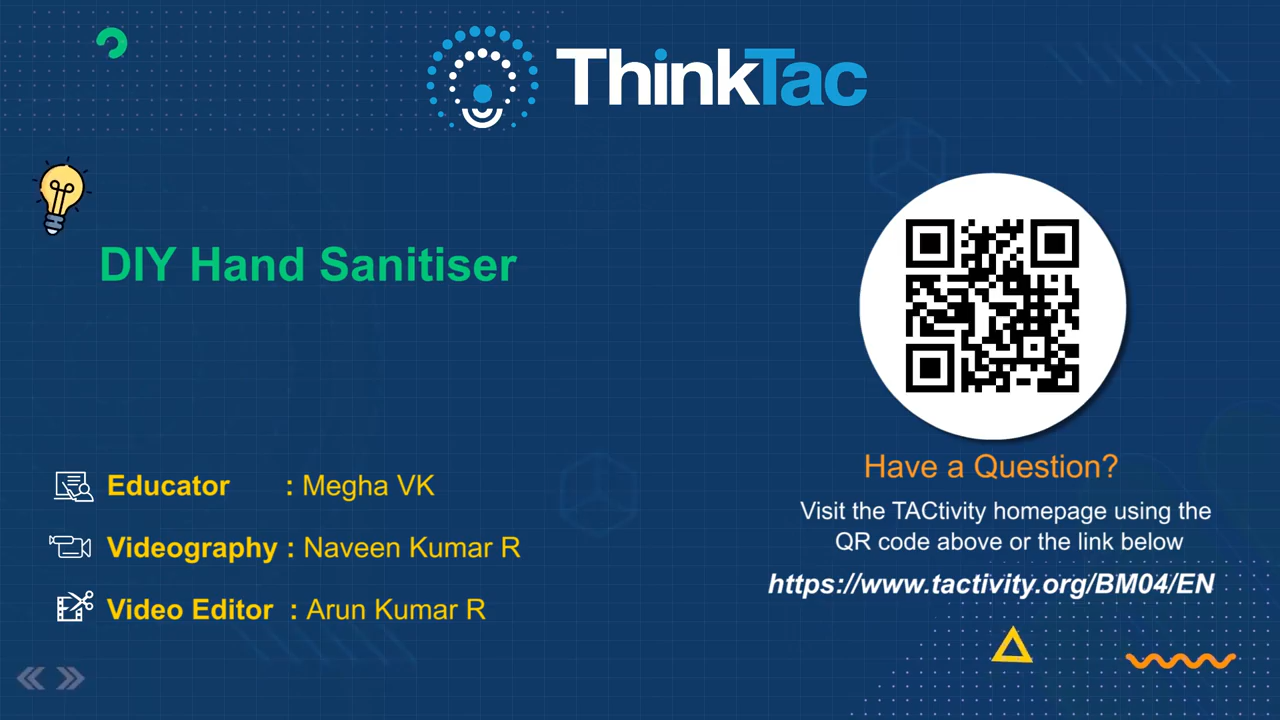 ThinkTac
DIY Hand Sanitiser
Educator : Megha VK
Videography : Naveen Kumar R
Video Editor : Arun Kumar R
Have a Question?
Visit the TACtivity homepage using the
QR code above or the link below
https://www.tactivity.org/BM04/EN